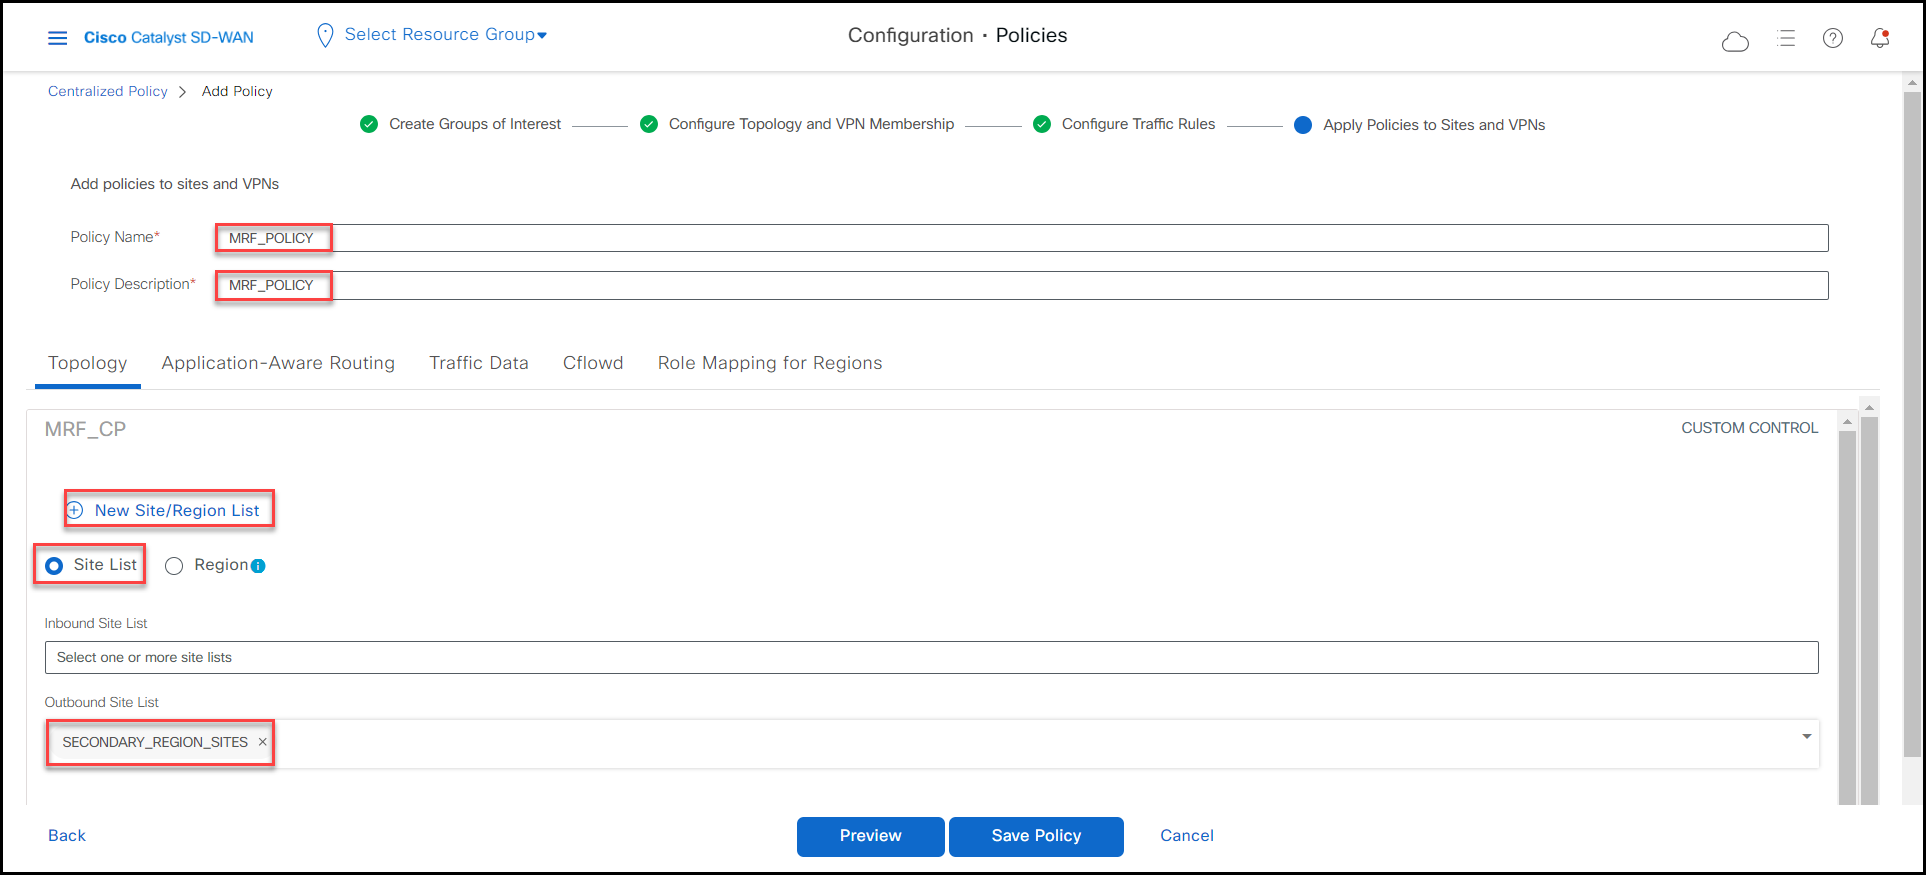 Cisco Catalyst SD-WAN
Select Resource Group
Configuration · Policies
Centralized Policy > Add Policy
Create Groups of Interest
Configure Topology and VPN Membership
Configure Traffic Rules
Apply Policies to Sites and VPNs
Add policies to sites and VPNs
Policy Name* MRF_POLICY
Policy Description* MRF_POLICY
Topology Application-Aware Routing Traffic Data Cflowd Role Mapping for Regions
MRF_CP CUSTOM CONTROL
New Site/Region List
Site List Region
Inbound Site List
Select one or more site lists
Outbound Site List
SECONDARY_REGION_SITES ×
Back Preview Save Policy Cancel